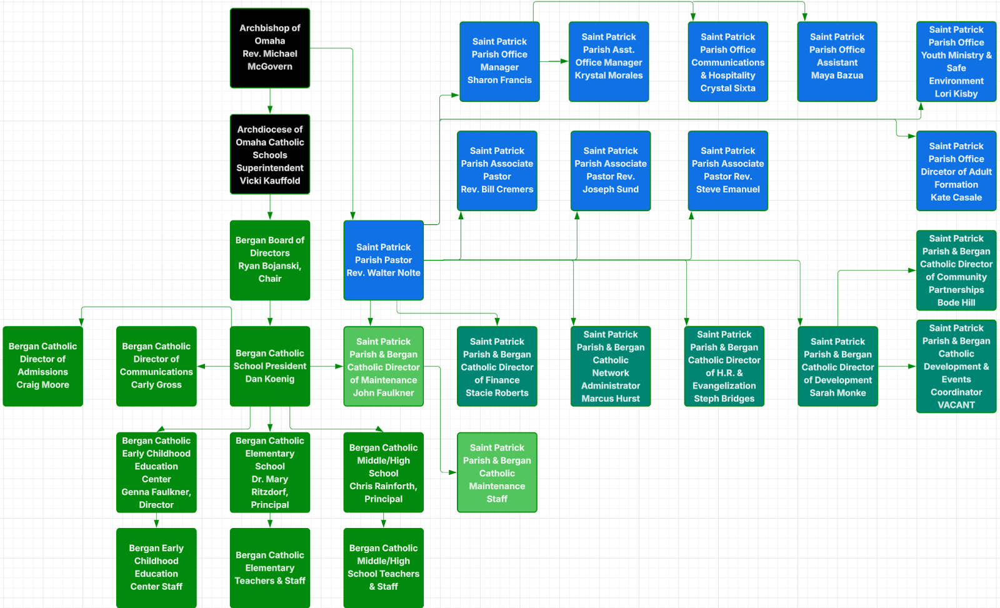 Archbishop of
Omaha
Rev. Michael
McGovern
Saint Patrick
Parish Office
Manager
Sharon Francis
Saint Patrick
Parish Asst.
Office Manager
Krystal Morales
Saint Patrick
Parish Office
Communications
& Hospitality
Crystal Sixta
Saint Patrick
Parish Office
Assistant
Maya Bazua
Saint Patrick
Parish Office
Youth Ministry &
Safe
Environment
Lori Kisby
Archdiocese of
Omaha Catholic
Schools
Superintendent
Vicki Kauffold
Saint Patrick
Parish Associate
Pastor
Rev. Bill Cremers
Saint Patrick
Parish Associate
Pastor Rev.
Joseph Sund
Saint Patrick
Parish Associate
Pastor Rev.
Steve Emanuel
Saint Patrick
Parish Office
Dircetor of Adult
Formation
Kate Casale
Bergan Board of
Directors
Ryan Bojanski,
Chair
Saint Patrick
Parish Pastor
Rev. Walter Nolte
Saint Patrick
Parish & Bergan
Catholic Director
of Community
Partnerships
Bode Hill
Bergan Catholic
Director of
Admissions
Craig Moore
Bergan Catholic
Director of
Communications
Carly Gross
Bergan Catholic
School President
Dan Koenig
Saint Patrick
Parish & Bergan
Catholic Director
of Maintenance
John Faulkner
Saint Patrick
Parish & Bergan
Catholic Director
of Finance
Stacie Roberts
Saint Patrick
Parish & Bergan
Catholic
Network
Administrator
Marcus Hurst
Saint Patrick
Parish & Bergan
Catholic Director
of H.R. &
Evangelization
Steph Bridges
Saint Patrick
Parish & Bergan
Catholic Director
of Development
Sarah Monke
Saint Patrick
Parish & Bergan
Catholic
Development &
Events
Coordinator
VACANT
Bergan Catholic
Early Childhood
Education
Center
Genna Faulkner,
Director
Bergan Catholic
Elementary
School
Dr. Mary
Ritzdorf,
Principal
Bergan Catholic
Middle/High
School
Chris Rainforth,
Principal
Saint Patrick
Parish & Bergan
Catholic
Maintenance
Staff
Bergan Early
Childhood
Education
Center Staff
Bergan Catholic
Elementary
Teachers & Staff
Bergan Catholic
Middle/High
School Teachers
& Staff